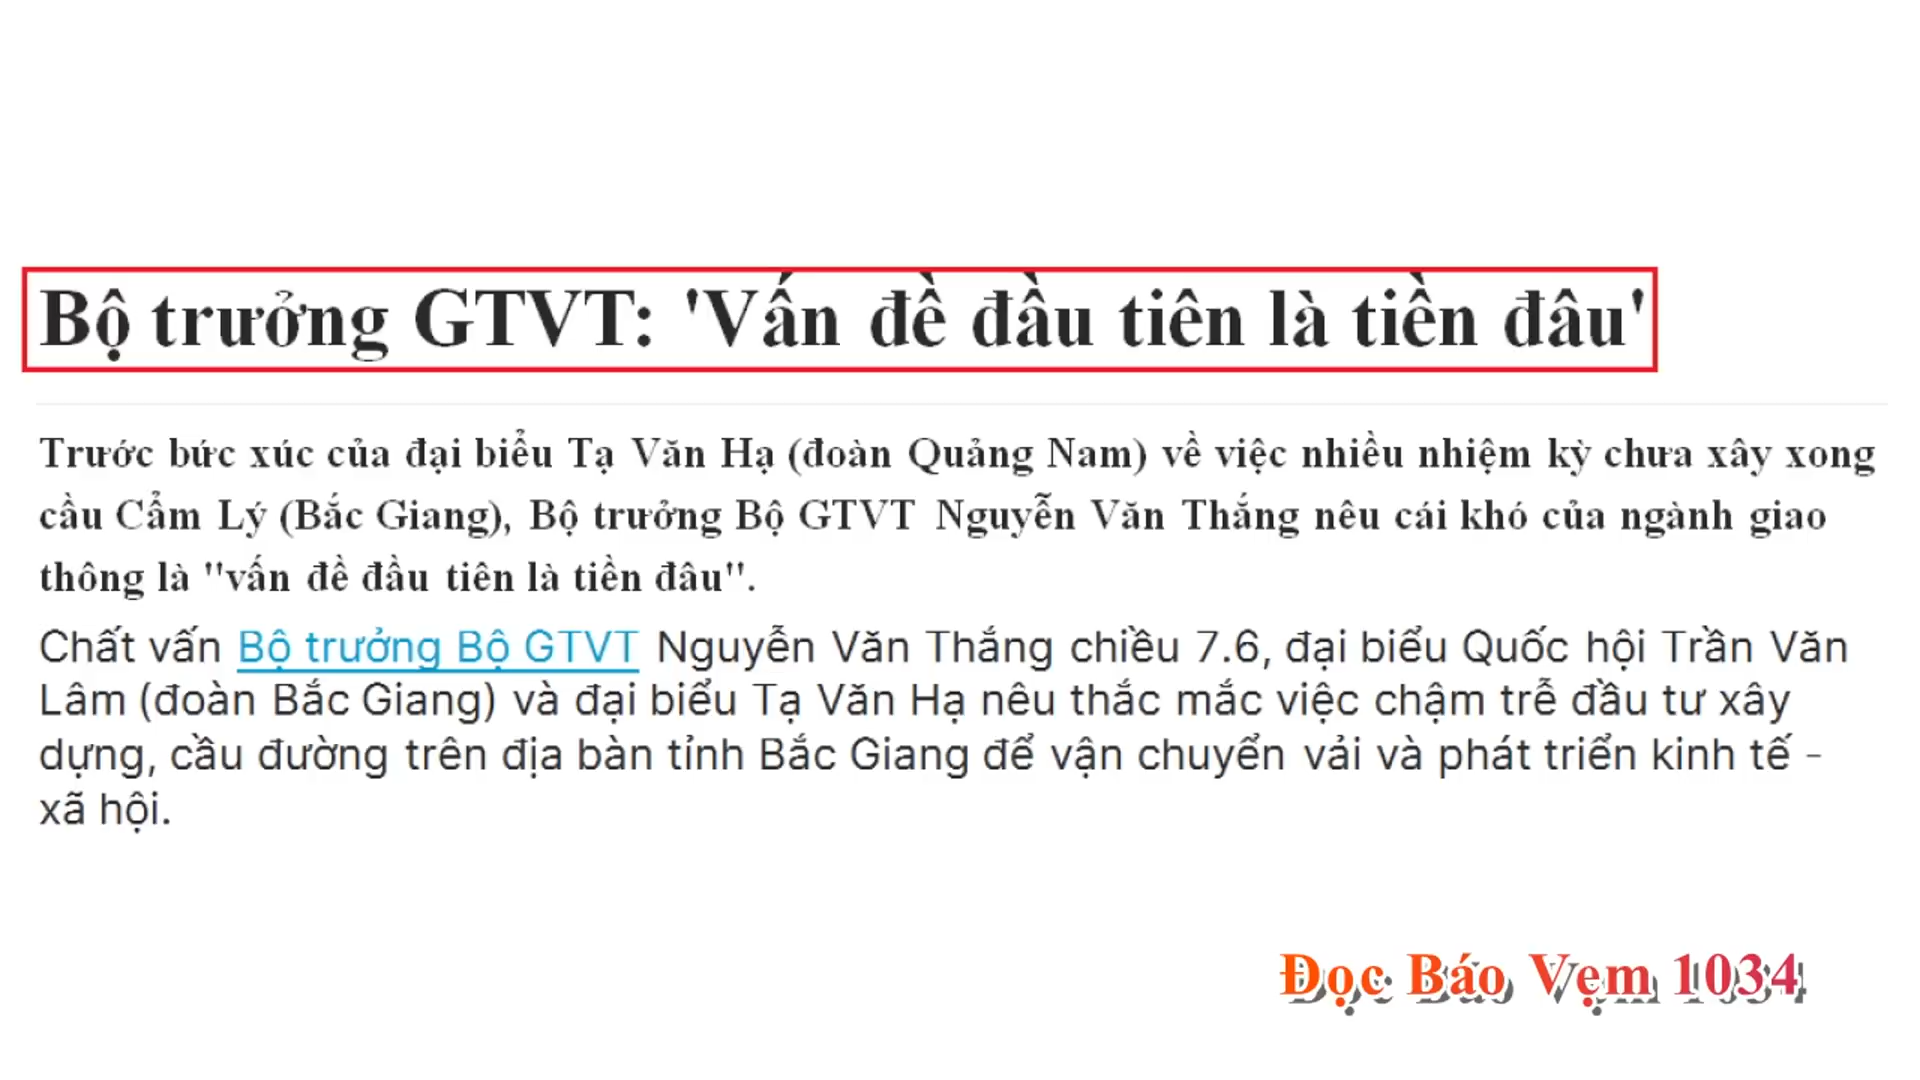 Bộ trưởng GTVT: 'Vấn đề đầu tiên là tiền đâu'
Trước bức xúc của đại biểu Tạ Văn Hạ (đoàn Quảng Nam) về việc nhiều nhiệm kỳ chưa xây xong
cầu Cẩm Lý (Bắc Giang), Bộ trưởng Bộ GTVT Nguyễn Văn Thắng nêu cái khó của ngành giao
thông là "vấn đề đầu tiên là tiền đâu".
Chất vấn Bộ trưởng Bộ GTVT Nguyễn Văn Thắng chiều 7.6, đại biểu Quốc hội Trần Văn
Lâm (đoàn Bắc Giang) và đại biểu Tạ Văn Hạ nêu thắc mắc việc chậm trễ đầu tư xây
dựng, cầu đường trên địa bàn tỉnh Bắc Giang để vận chuyển vải và phát triển kinh tế -
xã hội.
Đọc Báo Vẹm 1034